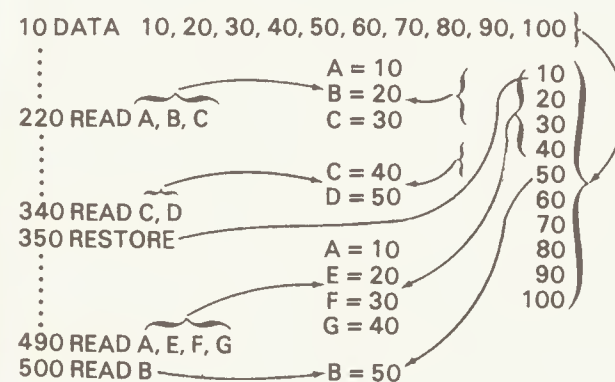 10 DATA 10, 20, 30, 40, 50, 60, 70, 80, 90, 100
A = 10
B = 20
C = 30
220 READ A, B, C
C = 40
D = 50
340 READ C, D
350 RESTORE
A = 10
E = 20
F = 30
G = 40
490 READ A, E, F, G
500 READ B
B = 50
10
20
30
40
50
60
70
80
90
100